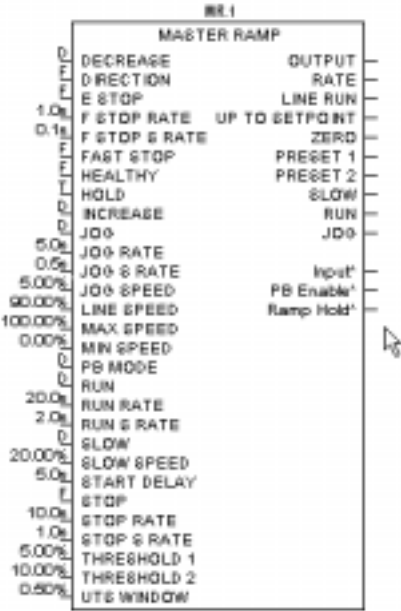 MR.1
MASTER RAMP
D DECREASE OUTPUT
F DIRECTION RATE
F E STOP LINE RUN
1.0s F STOP RATE UP TO SETPOINT
0.1s F STOP S RATE ZERO
F FAST STOP PRESET 1
F HEALTHY PRESET 2
T HOLD SLOW
D INCREASE RUN
D JOG JOG
5.0s JOG RATE
0.5s JOG S RATE Input^
5.00% JOG SPEED PB Enable^
90.00% LINE SPEED Ramp Hold^
100.00% MAX SPEED
0.00% MIN SPEED
D PB MODE
D RUN
20.0s RUN RATE
2.0s RUN S RATE
D SLOW
20.00% SLOW SPEED
5.0s START DELAY
F STOP
10.0s STOP RATE
1.0s STOP S RATE
5.00% THRESHOLD 1
10.00% THRESHOLD 2
0.50% UTS WINDOW